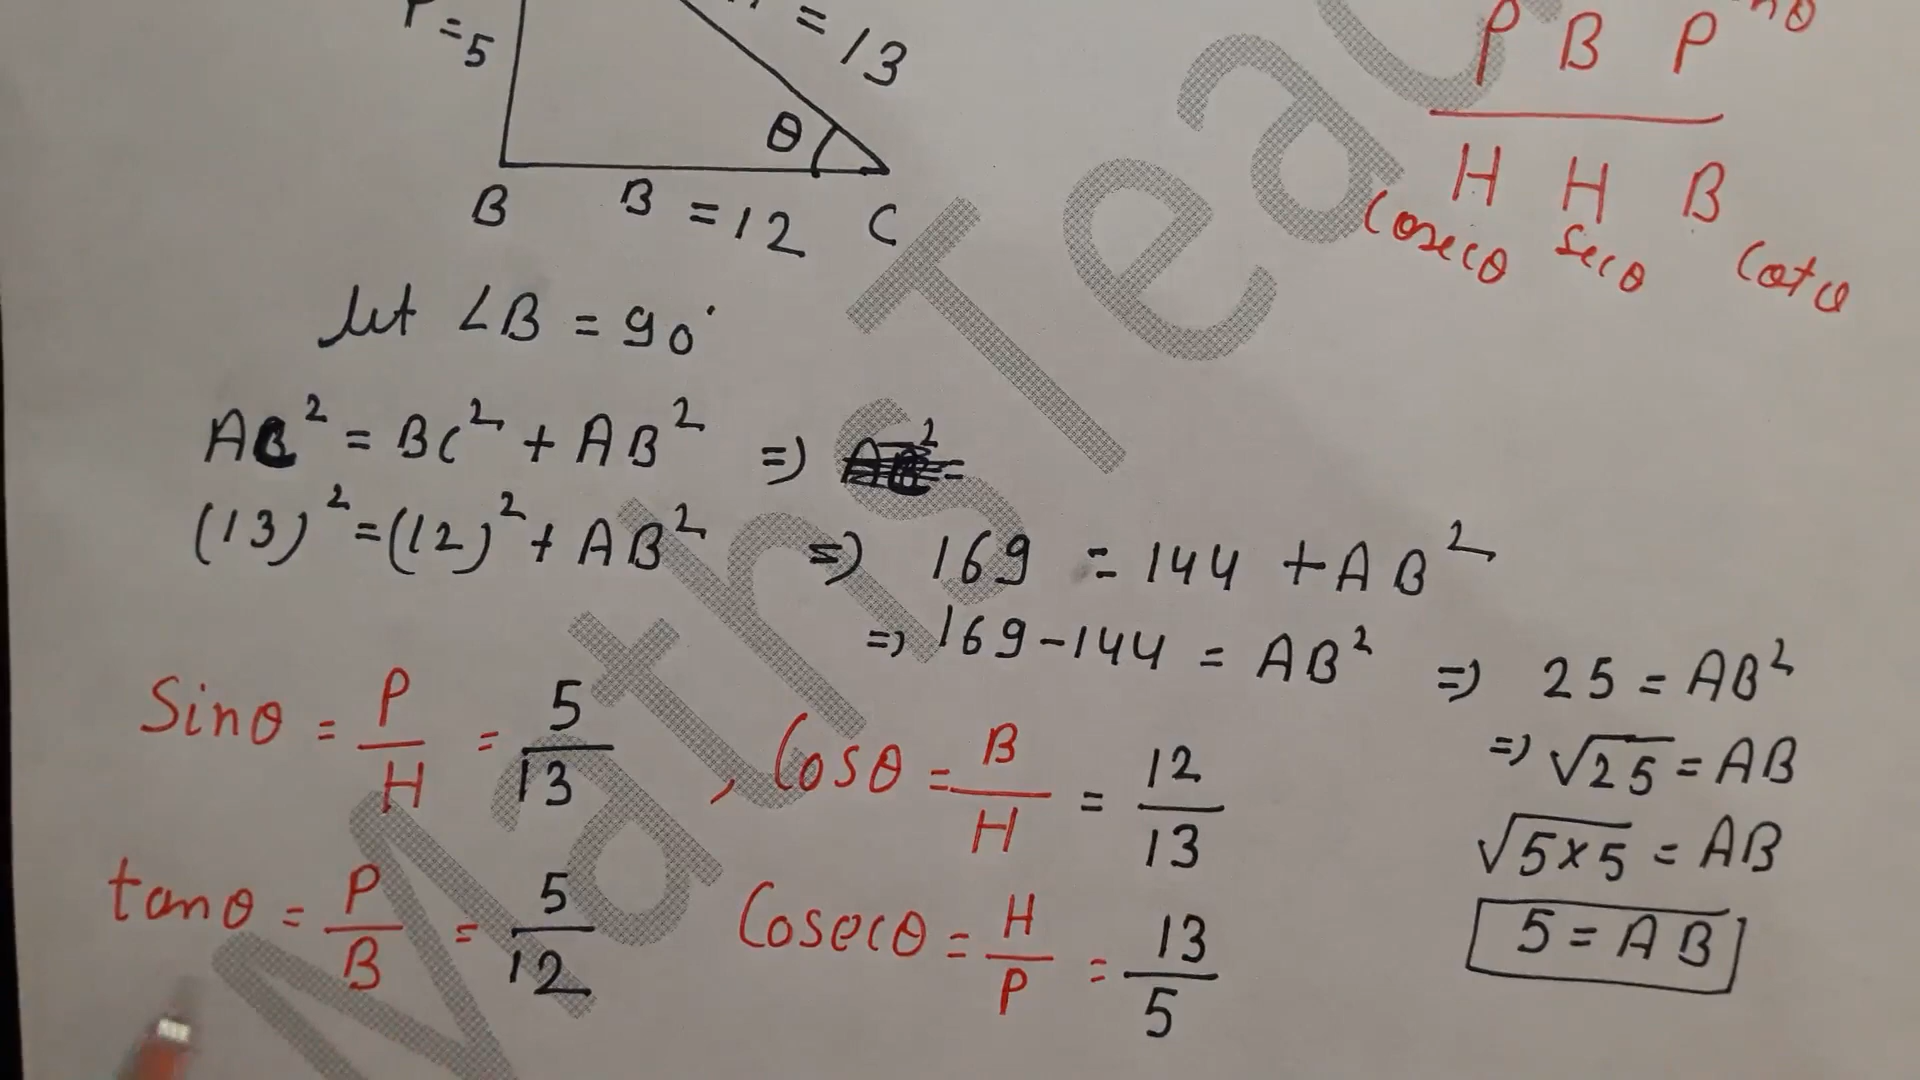 P = 5
= 13
θ
B
B = 12
C
P B P
H H B
Cosecθ Secθ Cotθ
let ∠B = 90°
AC² = BC² + AB² =>
(13)² = (12)² + AB² => 169 = 144 + AB²
=> 169 - 144 = AB² => 25 = AB²
=> √25 = AB
√5×5 = AB
5 = AB
Sinθ = P/H = 5/13 , Cosθ = B/H = 12/13
tanθ = P/B = 5/12 Cosecθ = H/P = 13/5
MathsTeac